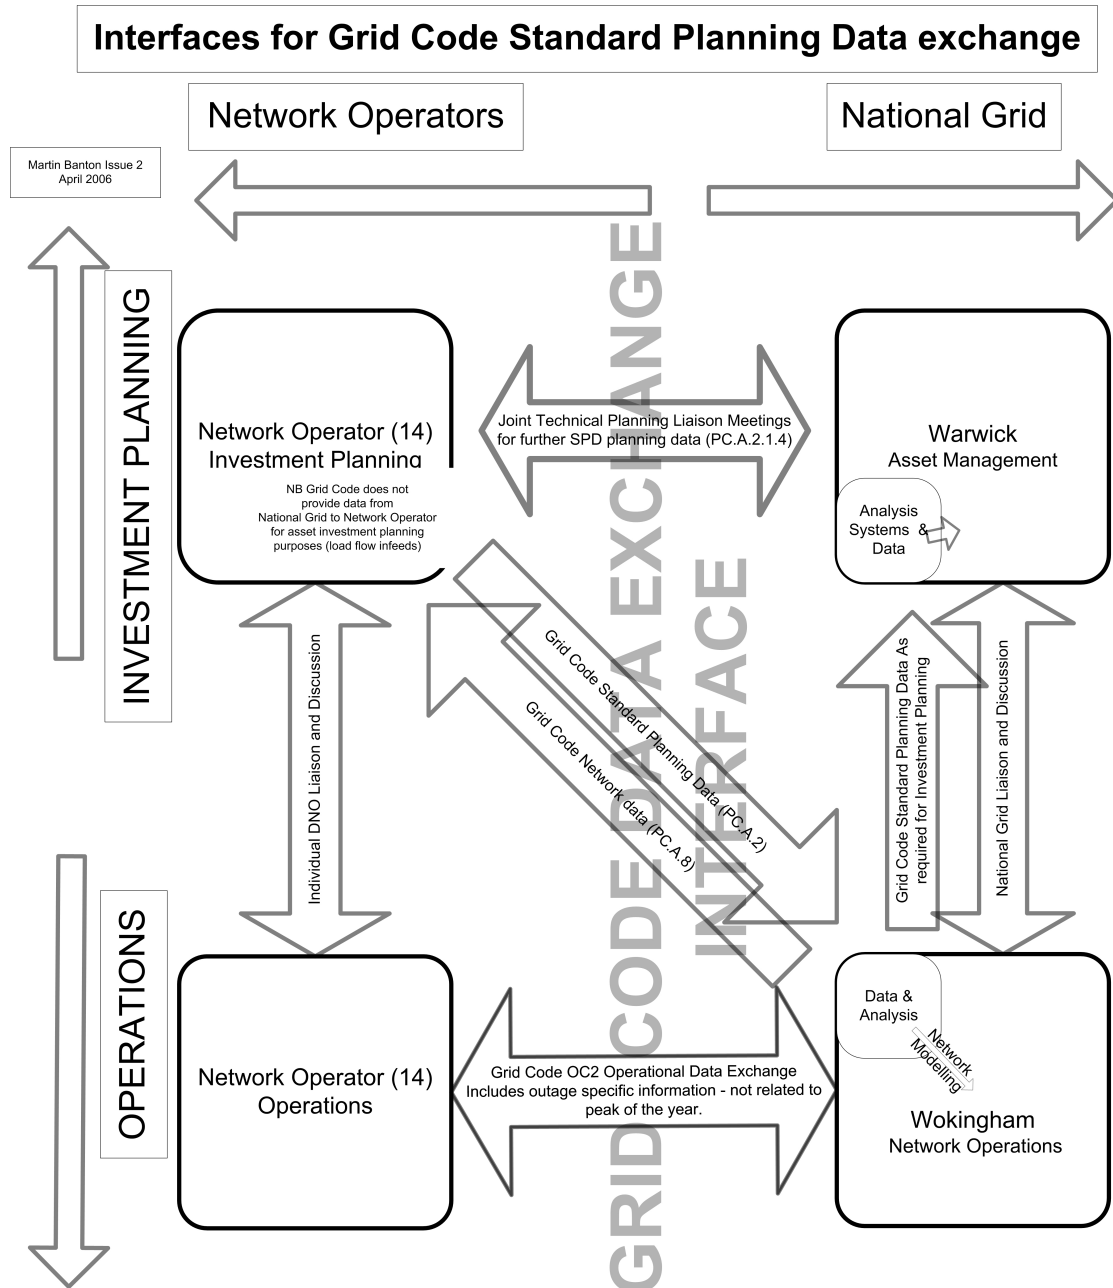 Interfaces for Grid Code Standard Planning Data exchange
Network Operators
National Grid
Martin Banton Issue 2
April 2006
INVESTMENT PLANNING
OPERATIONS
GRID CODE DATA EXCHANGE
INTERFACE
Network Operator (14)
Investment Planning
NB Grid Code does not
provide data from
National Grid to Network Operator
for asset investment planning
purposes (load flow infeeds)
Joint Technical Planning Liaison Meetings
for further SPD planning data (PC.A.2.1.4)
Warwick
Asset Management
Analysis
Systems &
Data
Individual DNO Liaison and Discussion
Grid Code Standard Planning Data (PC.A.2)
Grid Code Network data (PC.A.8)
Grid Code Standard Planning Data As
required for Investment Planning
National Grid Liaison and Discussion
Network Operator (14)
Operations
Grid Code OC2 Operational Data Exchange
Includes outage specific information - not related to
peak of the year.
Data &
Analysis
Network
Modelling
Wokingham
Network Operations